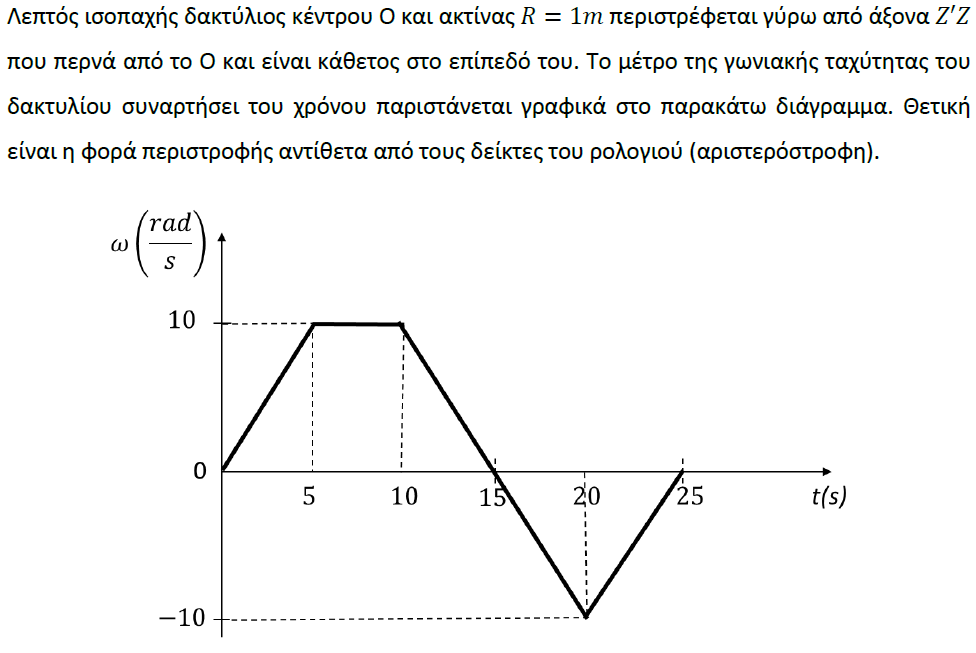 Λεπτός ισοπαχής δακτύλιος κέντρου Ο και ακτίνας R = 1m περιστρέφεται γύρω από άξονα Z′Z
που περνά από το Ο και είναι κάθετος στο επίπεδό του. Το μέτρο της γωνιακής ταχύτητας του
δακτυλίου συναρτήσει του χρόνου παριστάνεται γραφικά στο παρακάτω διάγραμμα. Θετική
είναι η φορά περιστροφής αντίθετα από τους δείκτες του ρολογιού (αριστερόστροφη).
ω (rad/s)
10
0
5 10 15 20 25 t(s)
−10